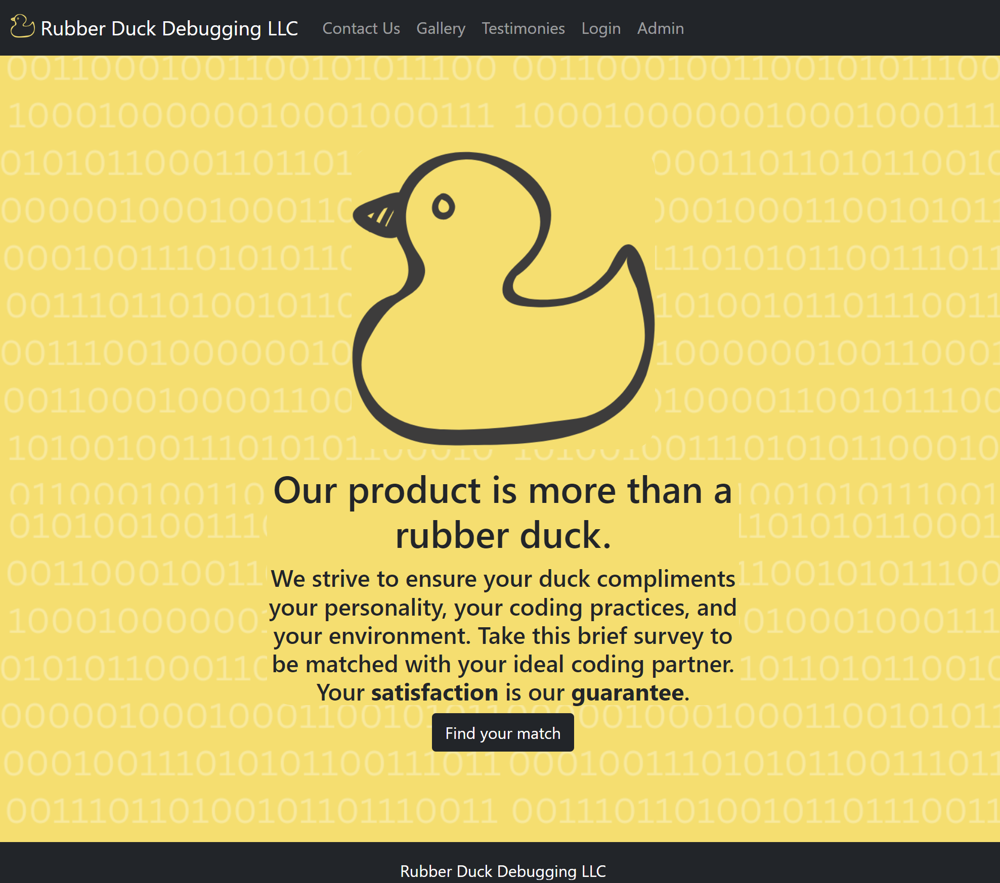 Rubber Duck Debugging LLC
Contact Us Gallery Testimonies Login Admin
Our product is more than a
rubber duck.
We strive to ensure your duck compliments
your personality, your coding practices, and
your environment. Take this brief survey to
be matched with your ideal coding partner.
Your satisfaction is our guarantee.
Find your match
Rubber Duck Debugging LLC